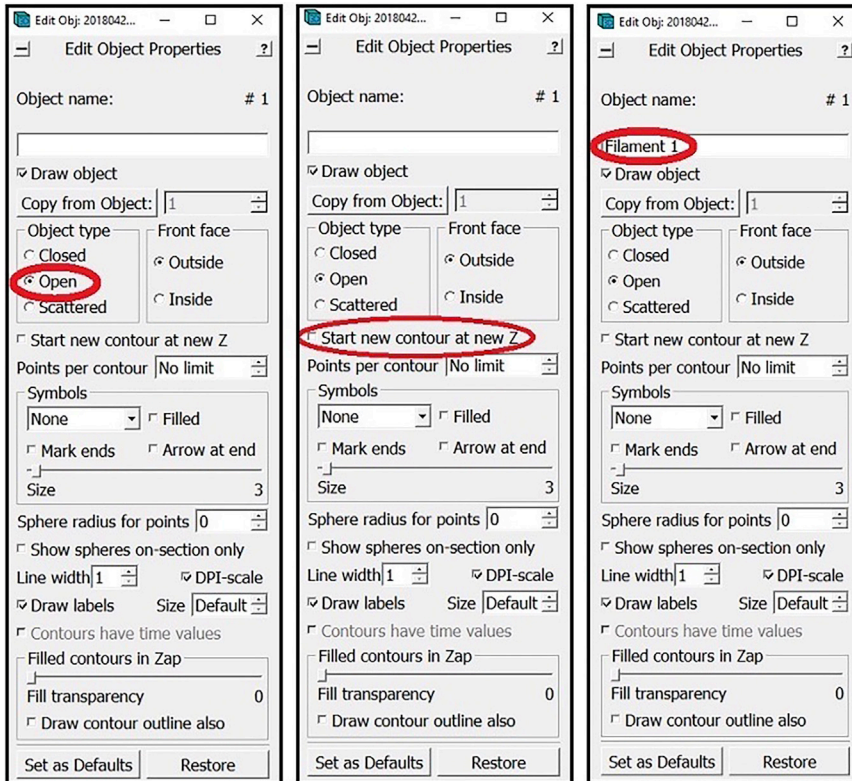 Edit Obj: 2018042...
Edit Object Properties
?
Object name:
# 1
Draw object
Copy from Object:
1
Object type
Front face
Closed
Outside
Open
Inside
Scattered
Start new contour at new Z
Points per contour
No limit
Symbols
None
Filled
Mark ends
Arrow at end
Size
3
Sphere radius for points
0
Show spheres on-section only
Line width
1
DPI-scale
Draw labels
Size
Default
Contours have time values
Filled contours in Zap
Fill transparency
0
Draw contour outline also
Set as Defaults
Restore
Edit Obj: 2018042...
Edit Object Properties
?
Object name:
# 1
Draw object
Copy from Object:
1
Object type
Front face
Closed
Outside
Open
Inside
Scattered
Start new contour at new Z
Points per contour
No limit
Symbols
None
Filled
Mark ends
Arrow at end
Size
3
Sphere radius for points
0
Show spheres on-section only
Line width
1
DPI-scale
Draw labels
Size
Default
Contours have time values
Filled contours in Zap
Fill transparency
0
Draw contour outline also
Set as Defaults
Restore
Edit Obj: 2018042...
Edit Object Properties
?
Object name:
# 1
Filament 1
Draw object
Copy from Object:
1
Object type
Front face
Closed
Outside
Open
Inside
Scattered
Start new contour at new Z
Points per contour
No limit
Symbols
None
Filled
Mark ends
Arrow at end
Size
3
Sphere radius for points
0
Show spheres on-section only
Line width
1
DPI-scale
Draw labels
Size
Default
Contours have time values
Filled contours in Zap
Fill transparency
0
Draw contour outline also
Set as Defaults
Restore